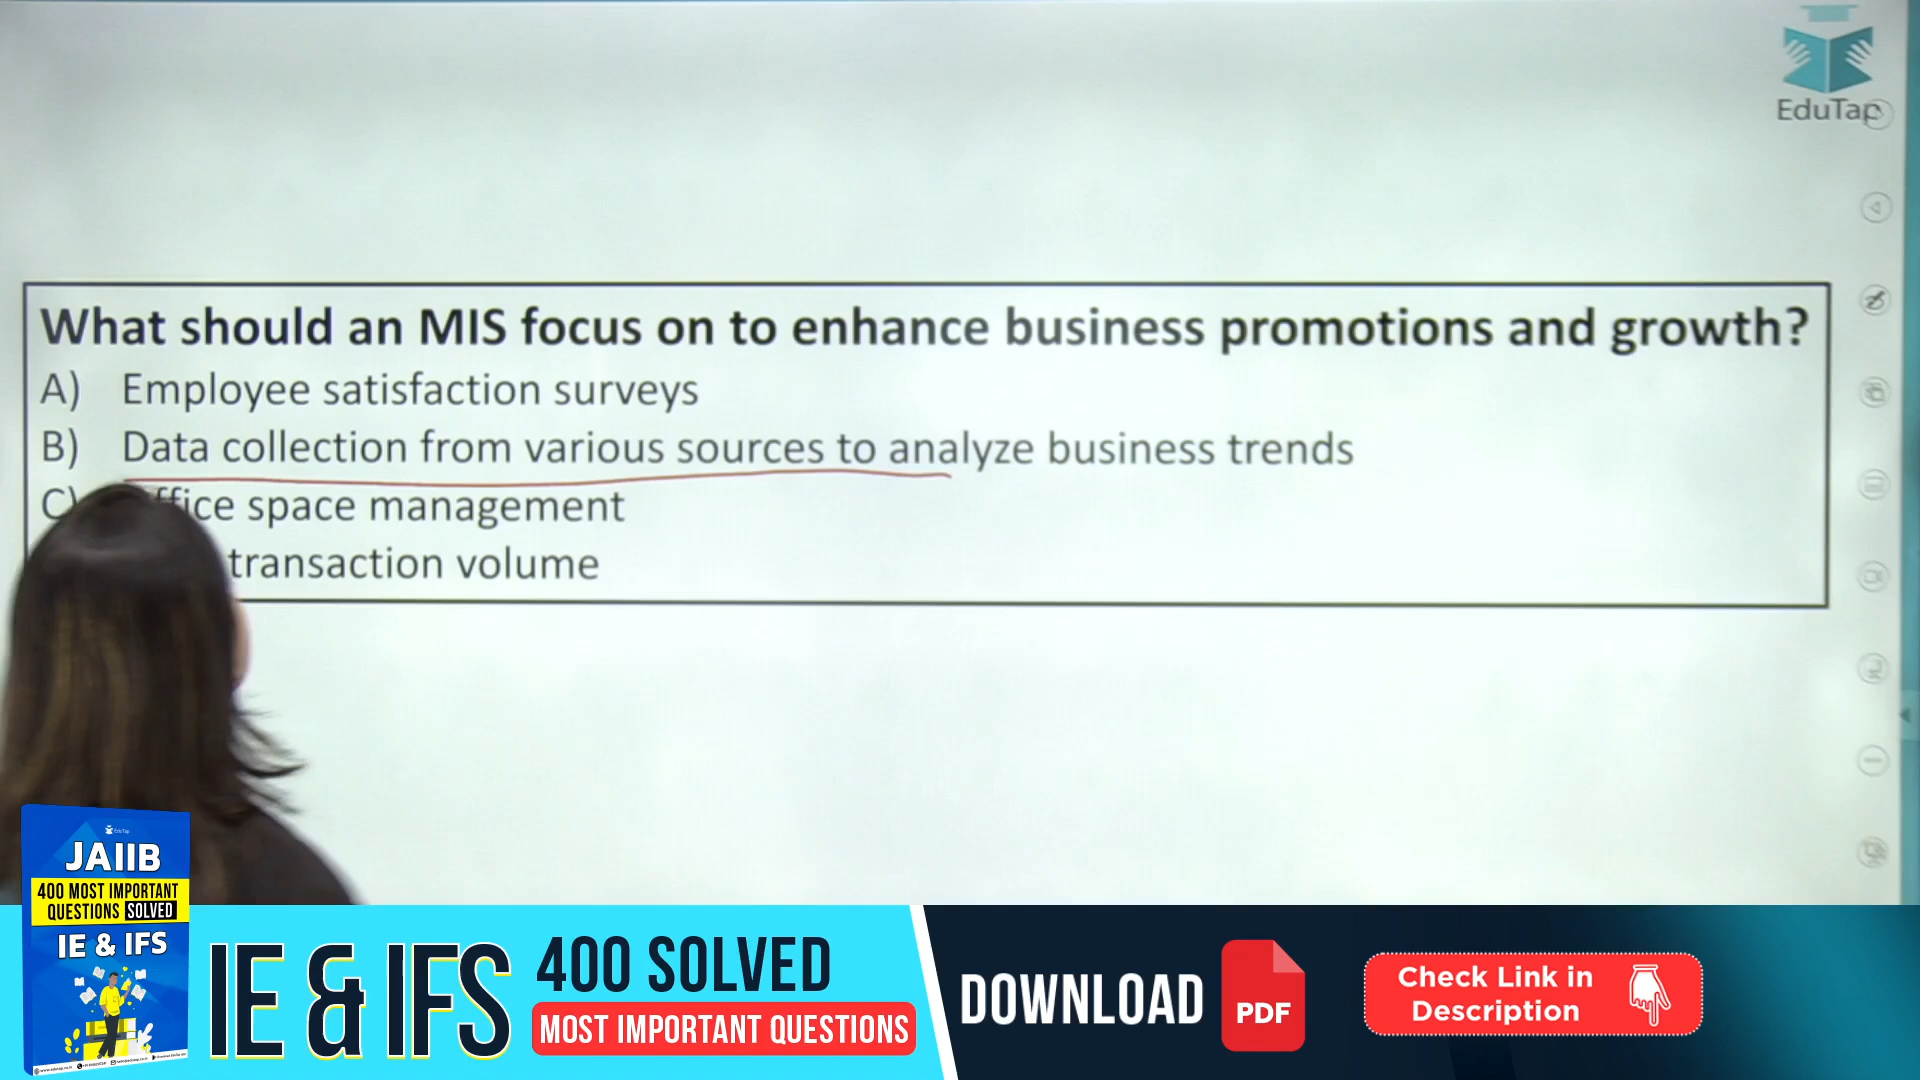 EduTap
What should an MIS focus on to enhance business promotions and growth?
A) Employee satisfaction surveys
B) Data collection from various sources to analyze business trends
space management
transaction volume
EduTap
JAIIB
400 MOST IMPORTANT
QUESTIONS SOLVED
IE & IFS
IE & IFS
400 SOLVED
MOST IMPORTANT QUESTIONS
DOWNLOAD
PDF
Check Link in
Description